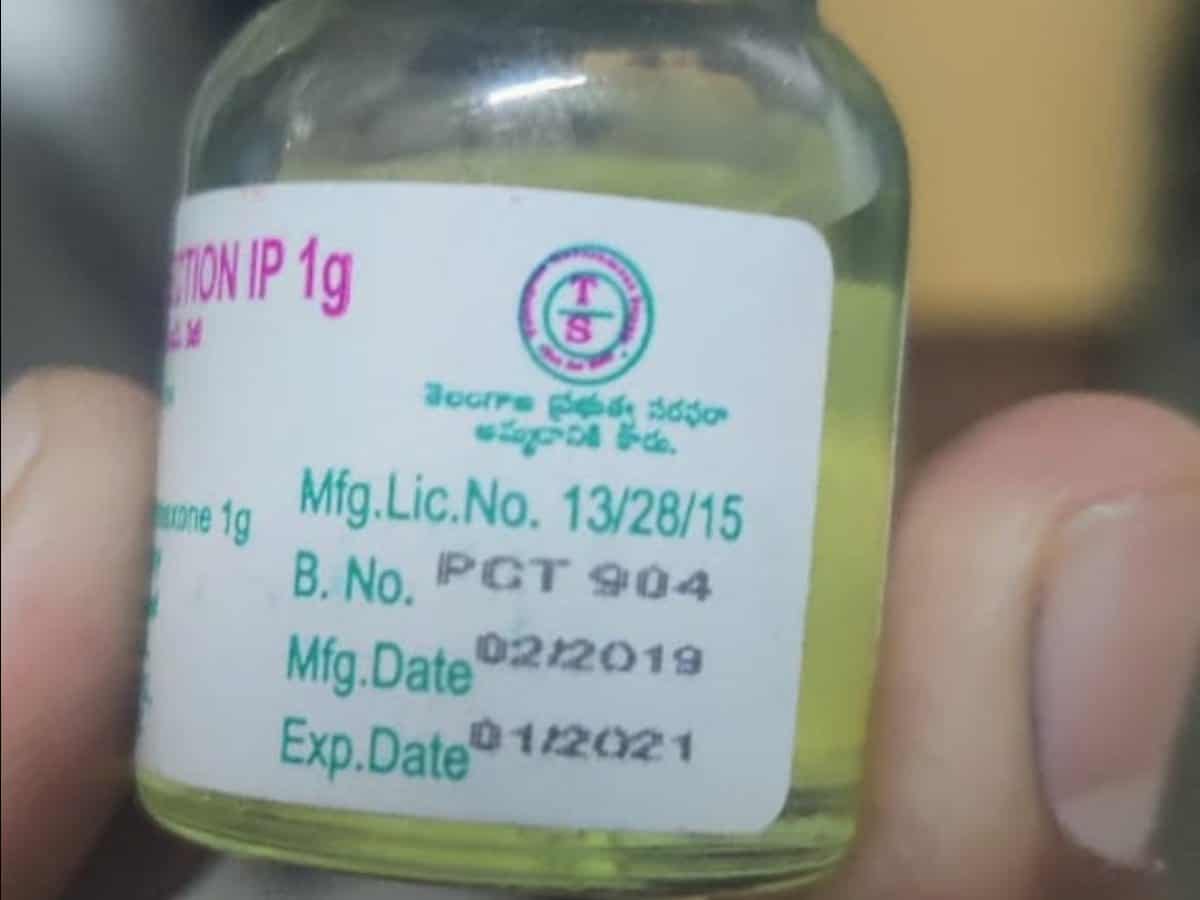 CTION IP 1g
T
S
తెలంగాణ ప్రభుత్వ సరఫరా
అమ్ముటానికి కాదు.
axone 1g
Mfg.Lic.No. 13/28/15
B. No. PCT 904
Mfg.Date 02/2019
Exp.Date 01/2021